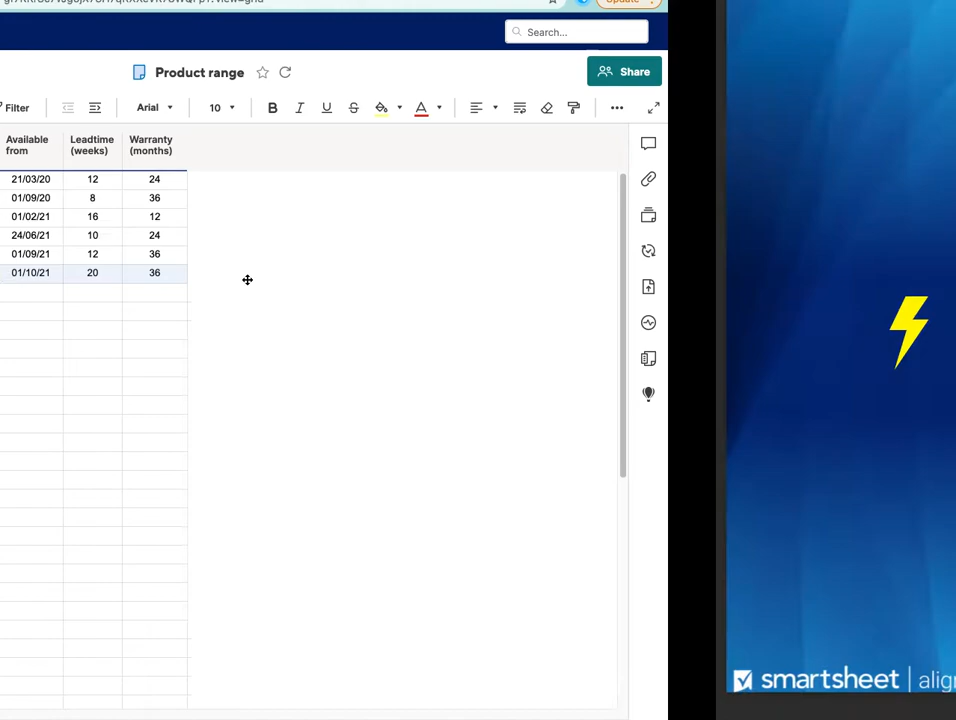 Update
Search...
Product range
Share
Filter
Arial
10
B
I
U
S
A
Available from
Leadtime (weeks)
Warranty (months)
21/03/20 12 24
01/09/20 8 36
01/02/21 16 12
24/06/21 10 24
01/09/21 12 36
01/10/21 20 36
smartsheet | align